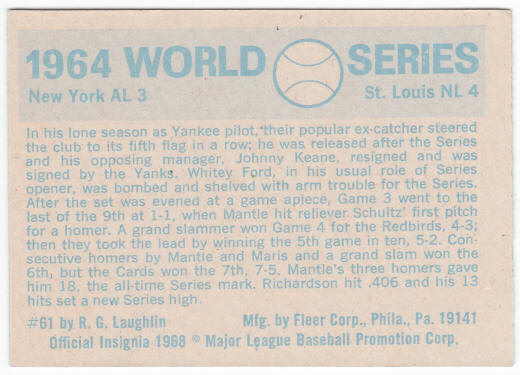 1964 WORLD SERIES
New York AL 3 St. Louis NL 4
In his lone season as Yankee pilot, their popular ex-catcher steered
the club to its fifth flag in a row; he was released after the Series
and his opposing manager. Johnny Keane, resigned and was
signed by the Yanks. Whitey Ford, in his usual role of Series
opener, was bombed and shelved with arm trouble for the Series.
After the set was evened at a game apiece, Game 3 went to the
last of the 9th at 1-1, when Mantle hit reliever Schultz' first pitch
for a homer. A grand slammer won Game 4 for the Redbirds, 4-3;
then they took the lead by winning the 5th game in ten, 5-2. Con-
secutive homers by Mantle and Maris and a grand slam won the
6th, but the Cards won the 7th, 7-5. Mantle's three homers gave
him 18, the all-time Series mark. Richardson hit .406 and his 13
hits set a new Series high.
#61 by R. G. Laughlin Mfg. by Fleer Corp., Phila., Pa. 19141
Official Insignia 1968 © Major League Baseball Promotion Corp.